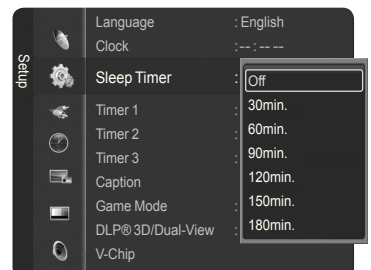 Setup
Language : English
Clock :-- : -- --
Sleep Timer :
Off
30min.
Timer 1 :
60min.
Timer 2 :
90min.
Timer 3 :
120min.
Caption
150min.
Game Mode :
180min.
DLP® 3D/Dual-View :
V-Chip